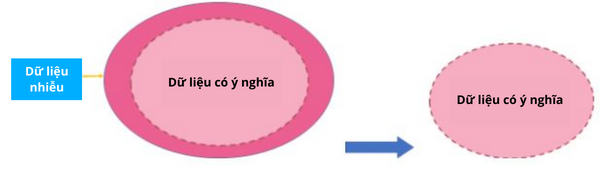 Dữ liệu
nhiễu
Dữ liệu có ý nghĩa
Dữ liệu có ý nghĩa